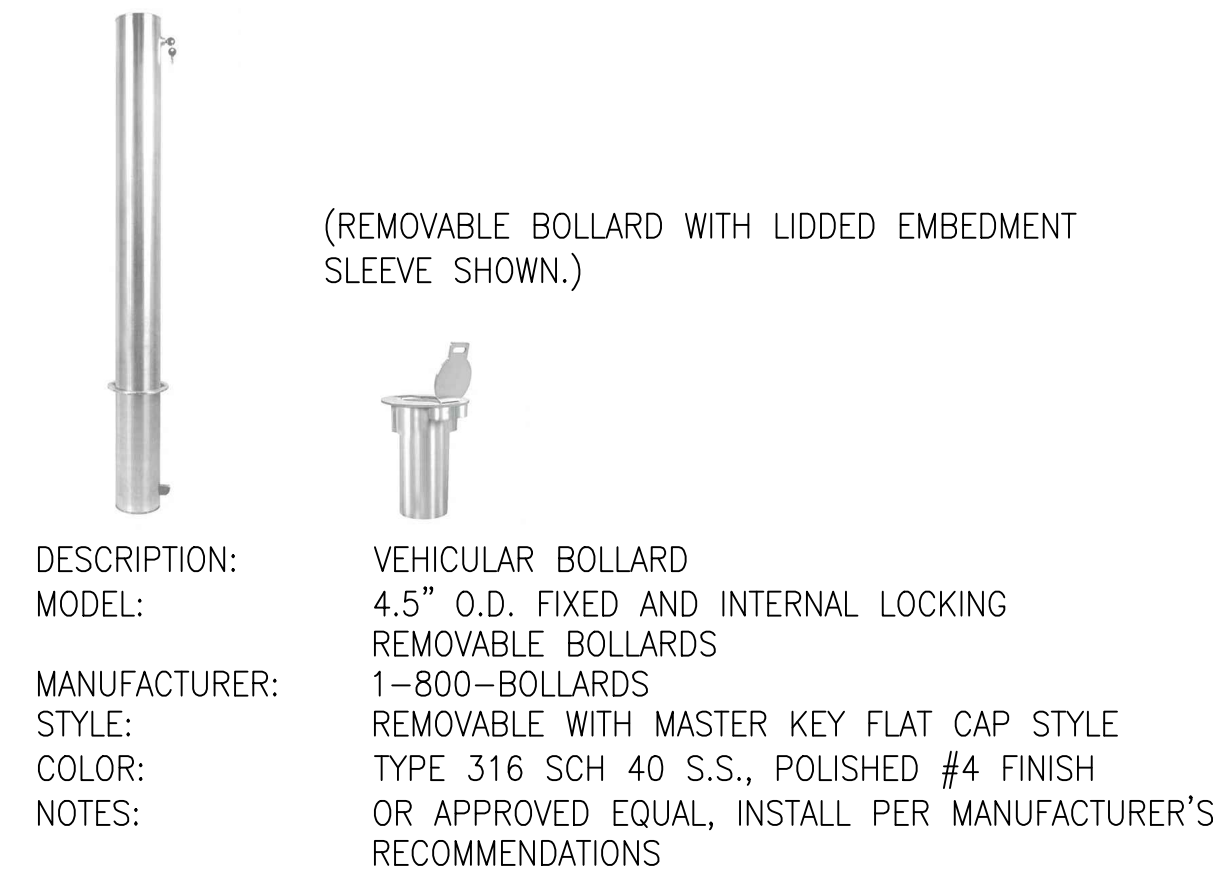 (REMOVABLE BOLLARD WITH LIDDED EMBEDMENT
SLEEVE SHOWN.)
DESCRIPTION: VEHICULAR BOLLARD
MODEL: 4.5” O.D. FIXED AND INTERNAL LOCKING
REMOVABLE BOLLARDS
MANUFACTURER: 1-800-BOLLARDS
STYLE: REMOVABLE WITH MASTER KEY FLAT CAP STYLE
COLOR: TYPE 316 SCH 40 S.S., POLISHED #4 FINISH
NOTES: OR APPROVED EQUAL, INSTALL PER MANUFACTURER’S
RECOMMENDATIONS